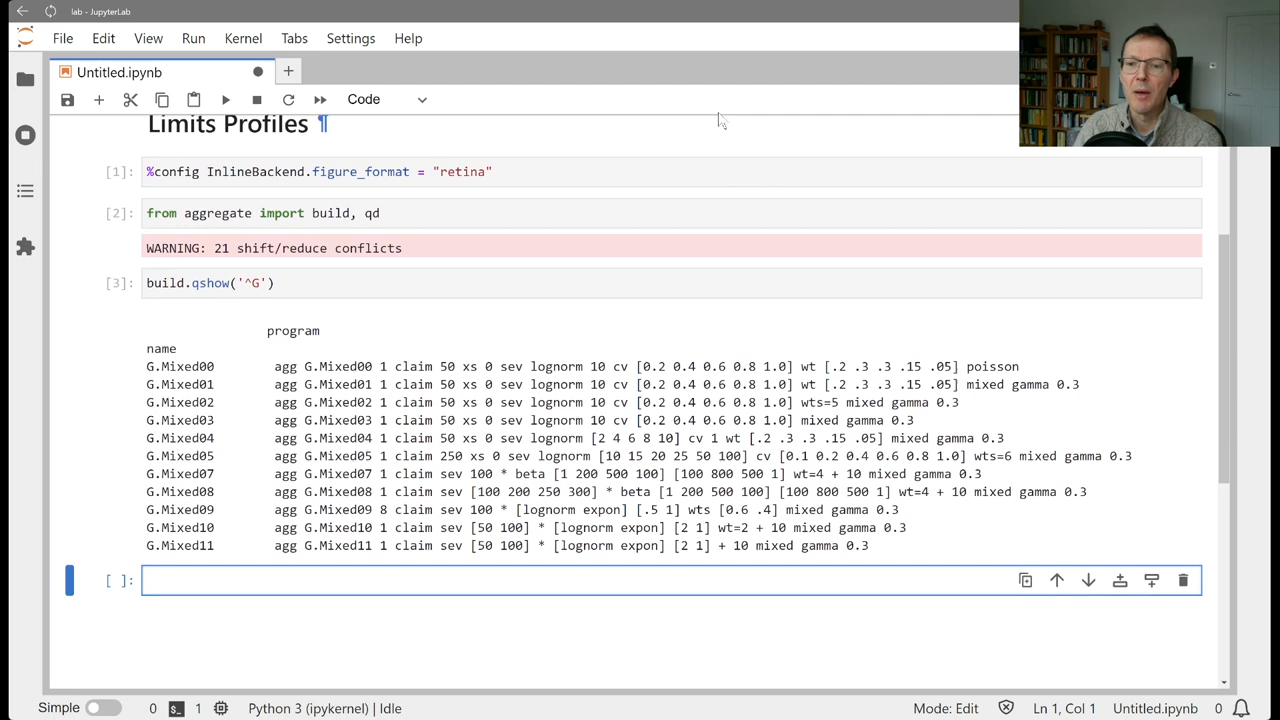 lab - JupyterLab
File Edit View Run Kernel Tabs Settings Help
Untitled.ipynb
Code
Limits Profiles ¶
[1]: %config InlineBackend.figure_format = "retina"
[2]: from aggregate import build, qd
WARNING: 21 shift/reduce conflicts
[3]: build.qshow('^G')
program
name
G.Mixed00 agg G.Mixed00 1 claim 50 xs 0 sev lognorm 10 cv [0.2 0.4 0.6 0.8 1.0] wt [.2 .3 .3 .15 .05] poisson
G.Mixed01 agg G.Mixed01 1 claim 50 xs 0 sev lognorm 10 cv [0.2 0.4 0.6 0.8 1.0] wt [.2 .3 .3 .15 .05] mixed gamma 0.3
G.Mixed02 agg G.Mixed02 1 claim 50 xs 0 sev lognorm 10 cv [0.2 0.4 0.6 0.8 1.0] wts=5 mixed gamma 0.3
G.Mixed03 agg G.Mixed03 1 claim 50 xs 0 sev lognorm 10 cv [0.2 0.4 0.6 0.8 1.0] mixed gamma 0.3
G.Mixed04 agg G.Mixed04 1 claim 50 xs 0 sev lognorm [2 4 6 8 10] cv 1 wt [.2 .3 .3 .15 .05] mixed gamma 0.3
G.Mixed05 agg G.Mixed05 1 claim 250 xs 0 sev lognorm [10 15 20 25 50 100] cv [0.1 0.2 0.4 0.6 0.8 1.0] wts=6 mixed gamma 0.3
G.Mixed07 agg G.Mixed07 1 claim sev 100 * beta [1 200 500 100] [100 800 500 1] wt=4 + 10 mixed gamma 0.3
G.Mixed08 agg G.Mixed08 1 claim sev [100 200 250 300] * beta [1 200 500 100] [100 800 500 1] wt=4 + 10 mixed gamma 0.3
G.Mixed09 agg G.Mixed09 8 claim sev 100 * [lognorm expon] [.5 1] wts [0.6 .4] mixed gamma 0.3
G.Mixed10 agg G.Mixed10 1 claim sev [50 100] * [lognorm expon] [2 1] wt=2 + 10 mixed gamma 0.3
G.Mixed11 agg G.Mixed11 1 claim sev [50 100] * [lognorm expon] [2 1] + 10 mixed gamma 0.3
[ ]:
Simple 0 1 Python 3 (ipykernel) | Idle Mode: Edit Ln 1, Col 1 Untitled.ipynb 0